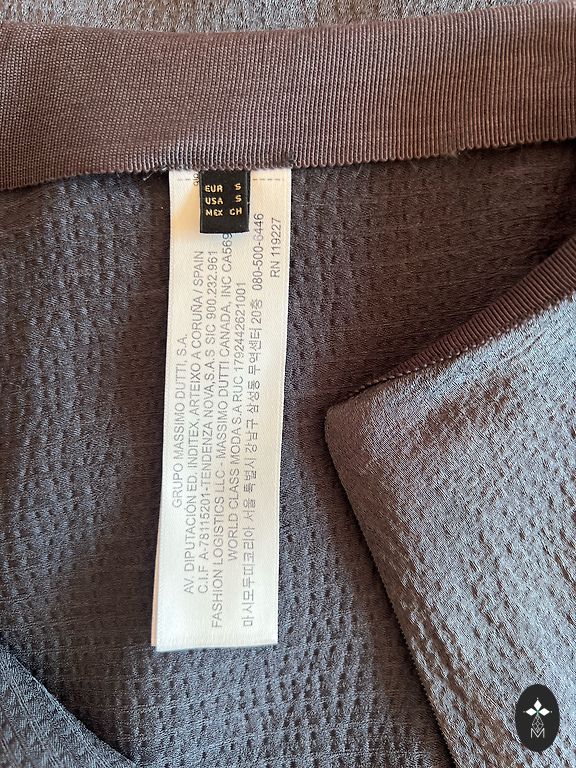 EUR S
USA S
MEX CH
GRUPO MASSIMO DUTTI, S.A.
AV. DIPUTACIÓN ED. INDITEX, ARTEIXO A CORUÑA / SPAIN
C.I.F A-78115201-TENDENZA NOVA,S.A.S SIC 900.232.961
FASHION LOGISTICS LLC - MASSIMO DUTTI CANADA, INC CA569
WORLD CLASS MODA S.A RUC 1792442621001
마시모두띠코리아 서울 특별시 강남구 삼성동 무역센터 20층 080-500-6446
RN 119227
M